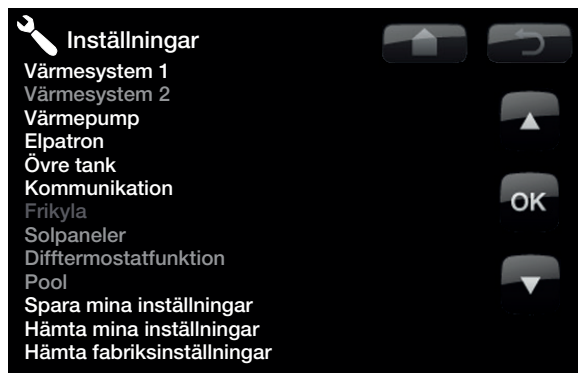 Inställningar
Värmesystem 1
Värmesystem 2
Värmepump
Elpatron
Övre tank
Kommunikation
Frikyla
Solpaneler
Difftermostatfunktion
Pool
Spara mina inställningar
Hämta mina inställningar
Hämta fabriksinställningar
OK